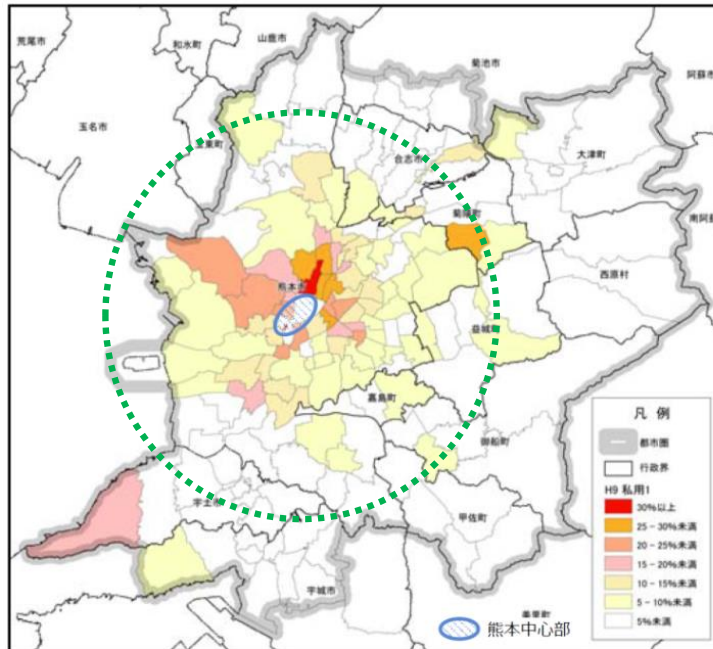 荒尾市
和水町
山鹿市
菊池市
阿蘇市
玉名市
玉東町
合志市
大津町
菊陽町
南阿蘇
西原村
熊本市
益城町
嘉島町
御船町
宇土市
甲佐町
宇城市
美里町
凡 例
都市圏
行政界
H9 私用1
30%以上
25-30%未満
20-25%未満
15-20%未満
10-15%未満
5-10%未満
5%未満
熊本中心部